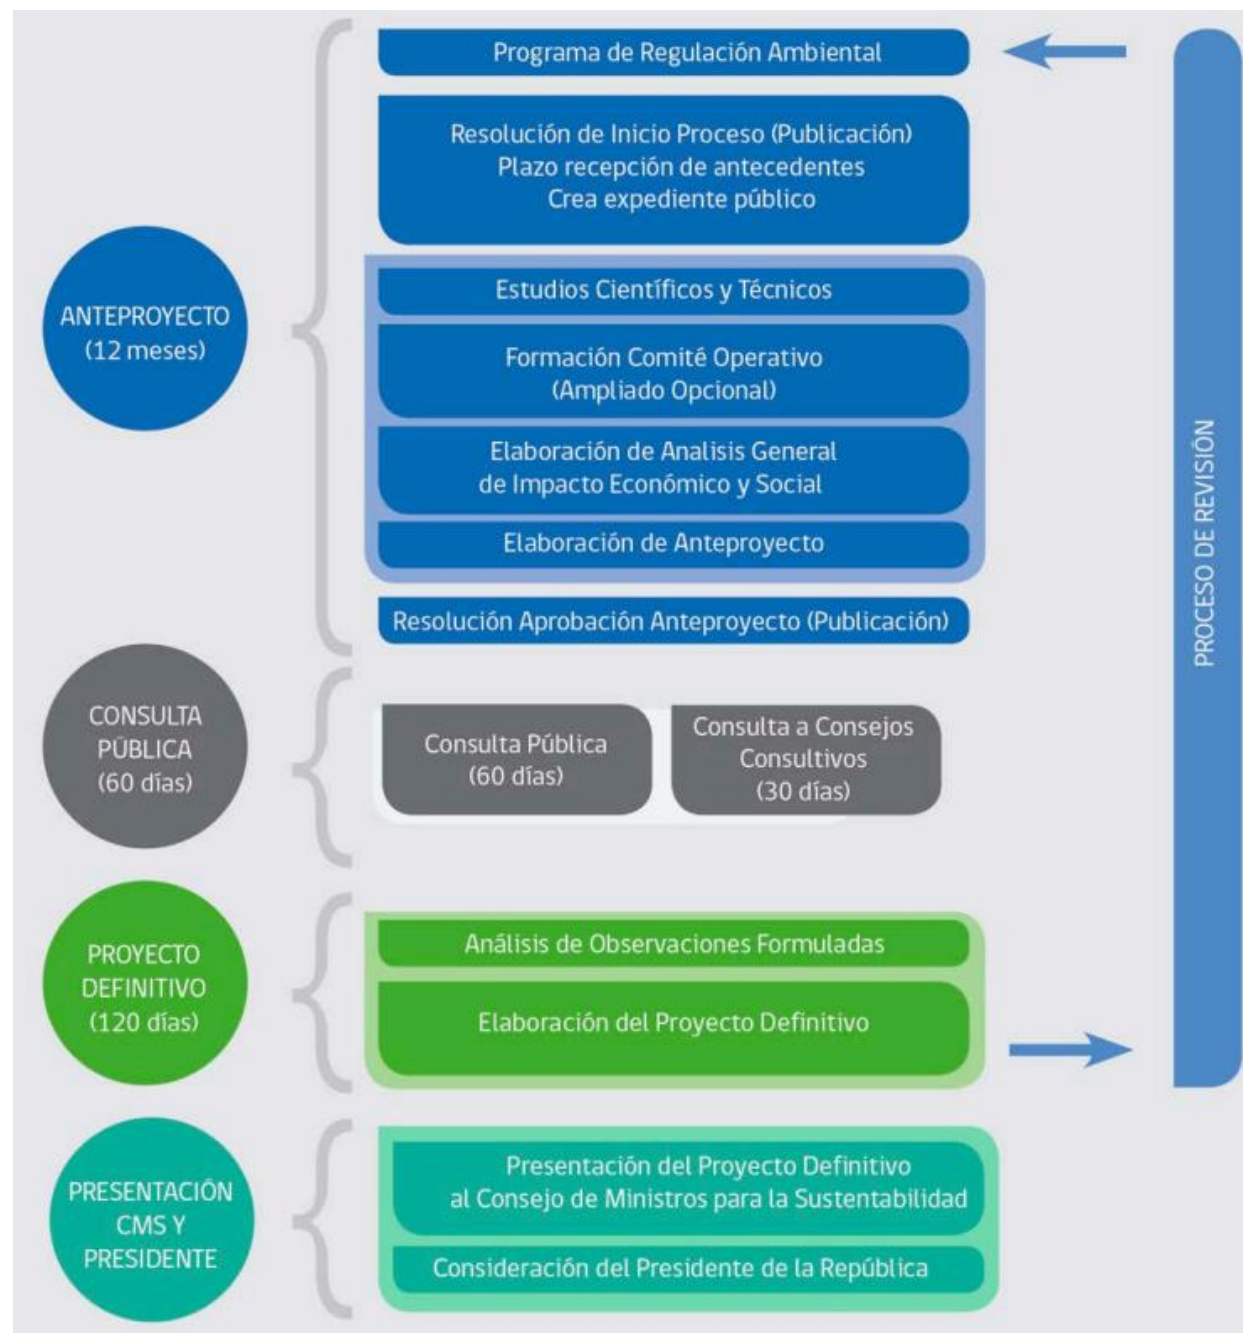 Programa de Regulación Ambiental
Resolución de Inicio Proceso (Publicación)
Plazo recepción de antecedentes
Crea expediente público
ANTEPROYECTO
(12 meses)
Estudios Científicos y Técnicos
Formación Comité Operativo
(Ampliado Opcional)
Elaboración de Analisis General
de Impacto Económico y Social
Elaboración de Anteproyecto
Resolución Aprobación Anteproyecto (Publicación)
CONSULTA
PÚBLICA
(60 días)
Consulta Pública
(60 días)
Consulta a Consejos
Consultivos
(30 días)
PROYECTO
DEFINITIVO
(120 días)
Análisis de Observaciones Formuladas
Elaboración del Proyecto Definitivo
PRESENTACIÓN
CMS Y
PRESIDENTE
Presentación del Proyecto Definitivo
al Consejo de Ministros para la Sustentabilidad
Consideración del Presidente de la República
PROCESO DE REVISIÓN